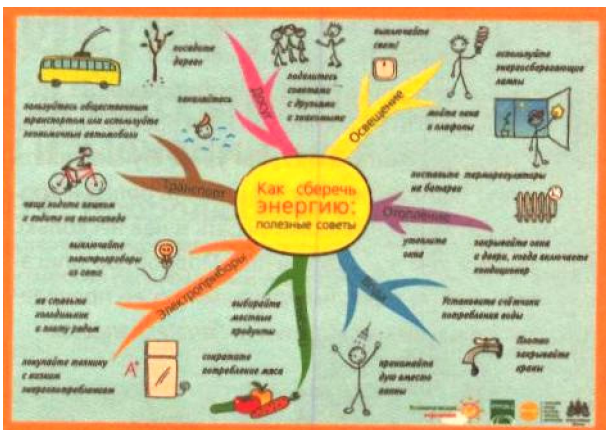 Как сберечь
энергию:
полезные советы
Досуг
посадите
дерево
занимайтесь
поделитесь
советами
с друзьями
и знакомыми
Освещение
выключайте
свет!
используйте
энергосберегающие
лампы
мойте окна
и плафоны
Отопление
поставьте терморегуляторы
на батареи
утеплите
окна
закрывайте окна
и двери, когда включаете
кондиционер
Вода
Установите счётчики
потребления воды
Плотно
закрывайте
краны
принимайте
душ вместо
ванны
выбирайте
местные
продукты
сократите
потребление мяса
Электроприборы
выключайте
электроприборы
из сети
не ставьте
холодильник
и плиту рядом
покупайте технику
с низким
энергопотреблением
A+
Транспорт
пользуйтесь общественным
транспортом или используйте
экономичные автомобили
чаще ходите пешком
и ездите на велосипеде